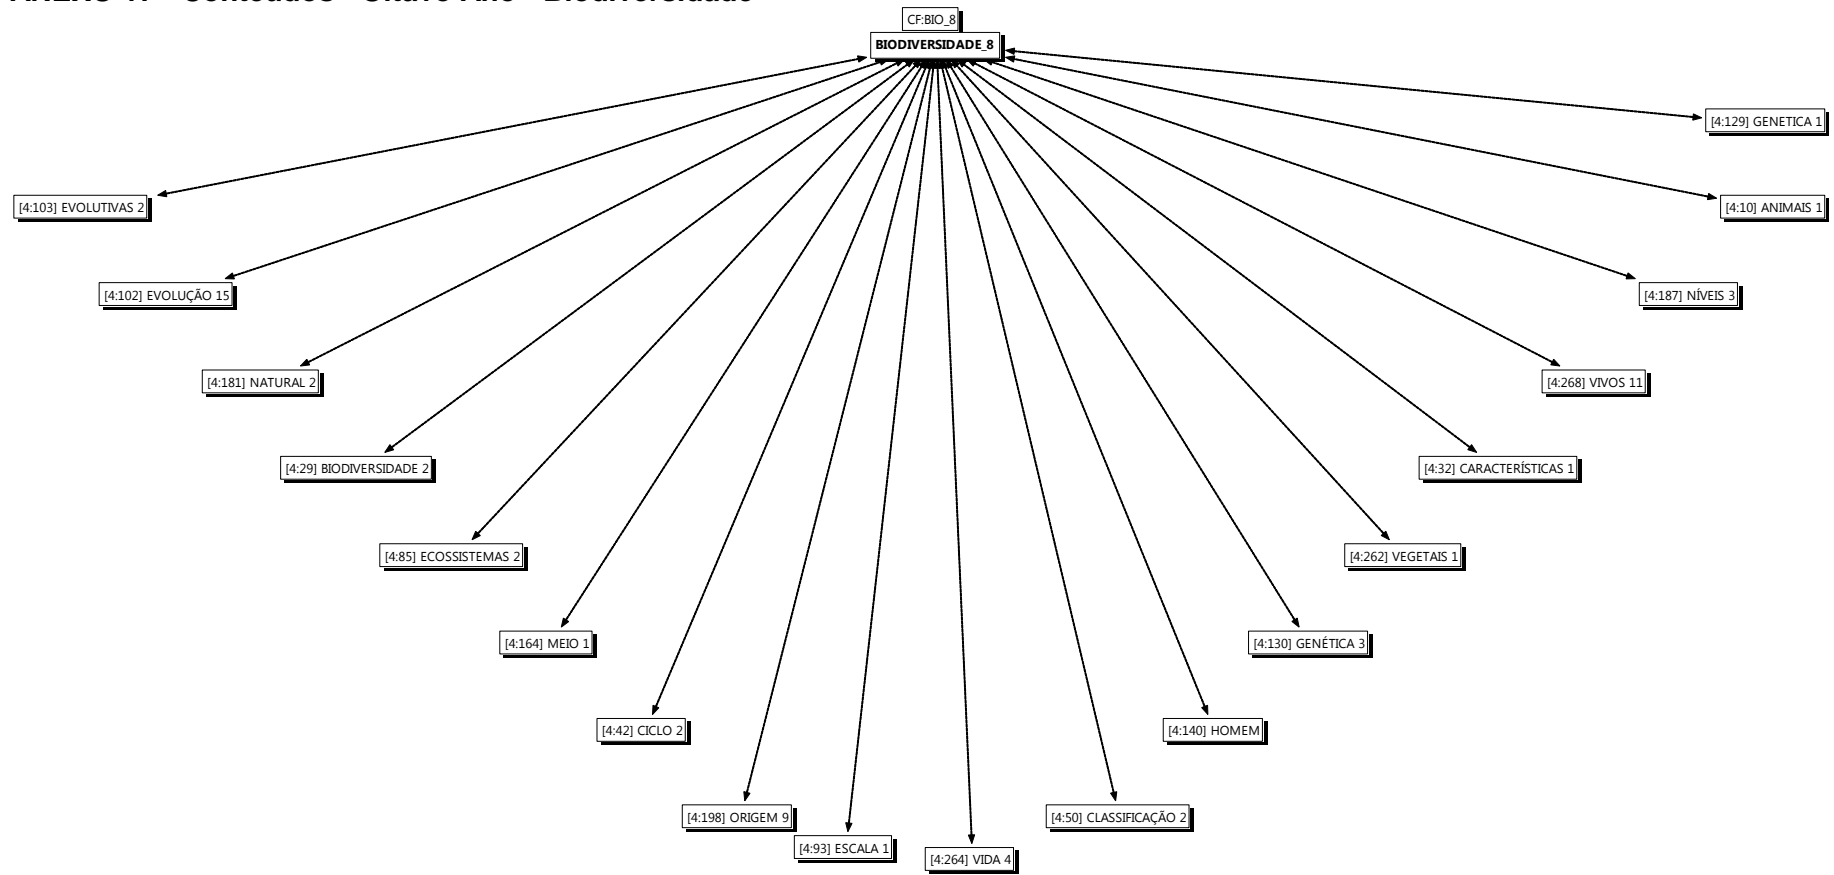 CF:BIO_8
BIODIVERSIDADE_8
[4:129] GENETICA 1
[4:103] EVOLUTIVAS 2
[4:10] ANIMAIS 1
[4:102] EVOLUÇÃO 15
[4:187] NÍVEIS 3
[4:181] NATURAL 2
[4:268] VIVOS 11
[4:29] BIODIVERSIDADE 2
[4:32] CARACTERÍSTICAS 1
[4:85] ECOSSISTEMAS 2
[4:262] VEGETAIS 1
[4:164] MEIO 1
[4:130] GENÉTICA 3
[4:42] CICLO 2
[4:140] HOMEM
[4:198] ORIGEM 9
[4:50] CLASSIFICAÇÃO 2
[4:93] ESCALA 1
[4:264] VIDA 4